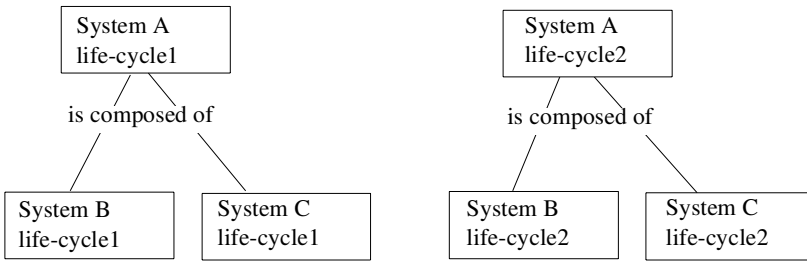 System A
life-cycle1
is composed of
System B
life-cycle1
System C
life-cycle1
System A
life-cycle2
is composed of
System B
life-cycle2
System C
life-cycle2